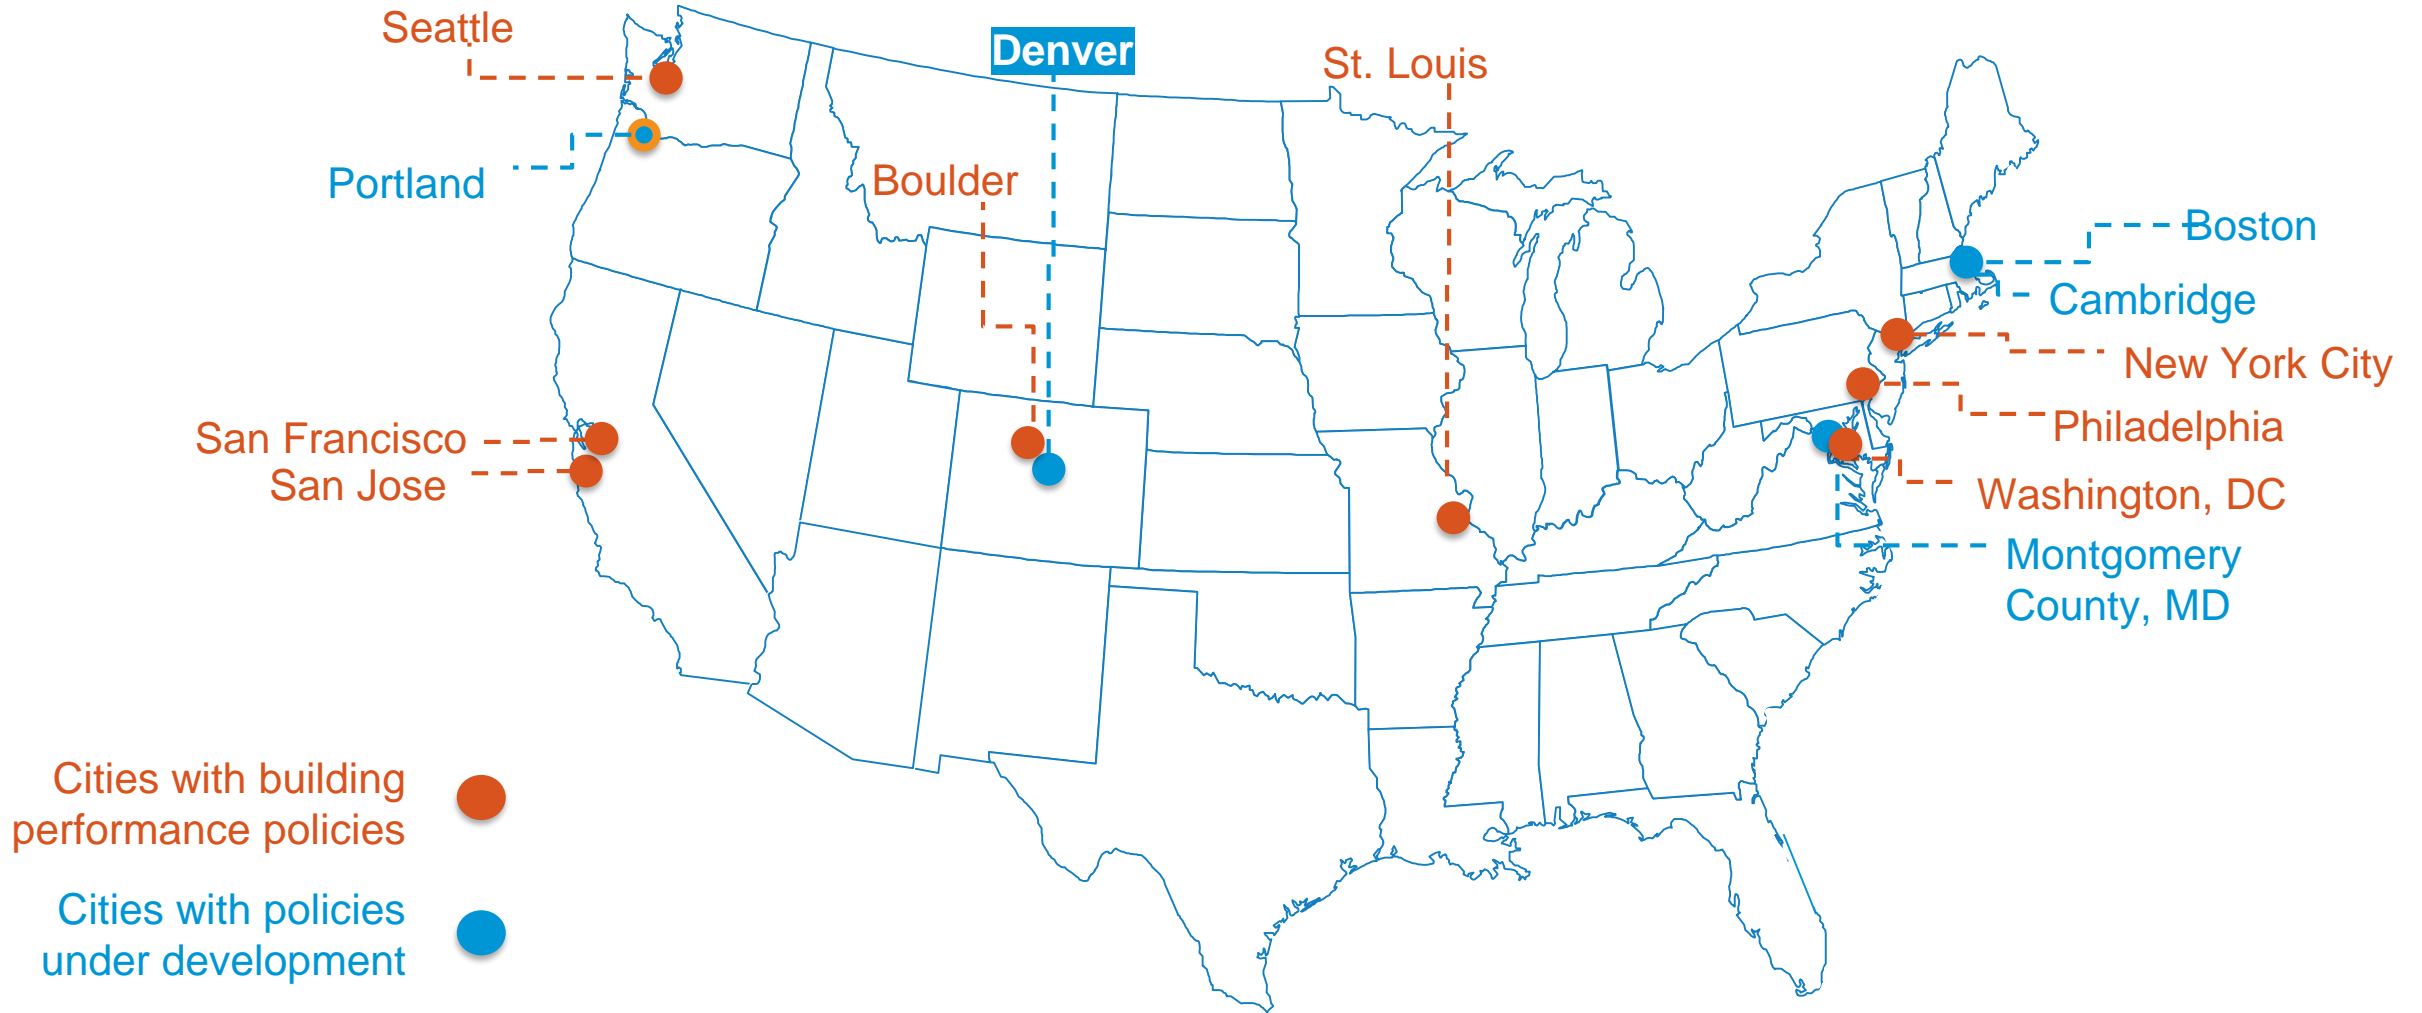 Seattle
Denver
St. Louis
Portland
Boulder
Boston
Cambridge
New York City
San Francisco
San Jose
Philadelphia
Washington, DC
Montgomery
County, MD
Cities with building
performance policies
Cities with policies
under development